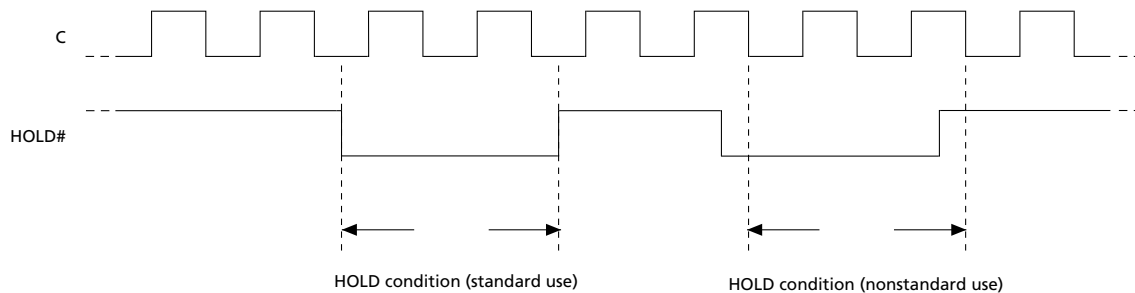 C
HOLD#
HOLD condition (standard use)
HOLD condition (nonstandard use)